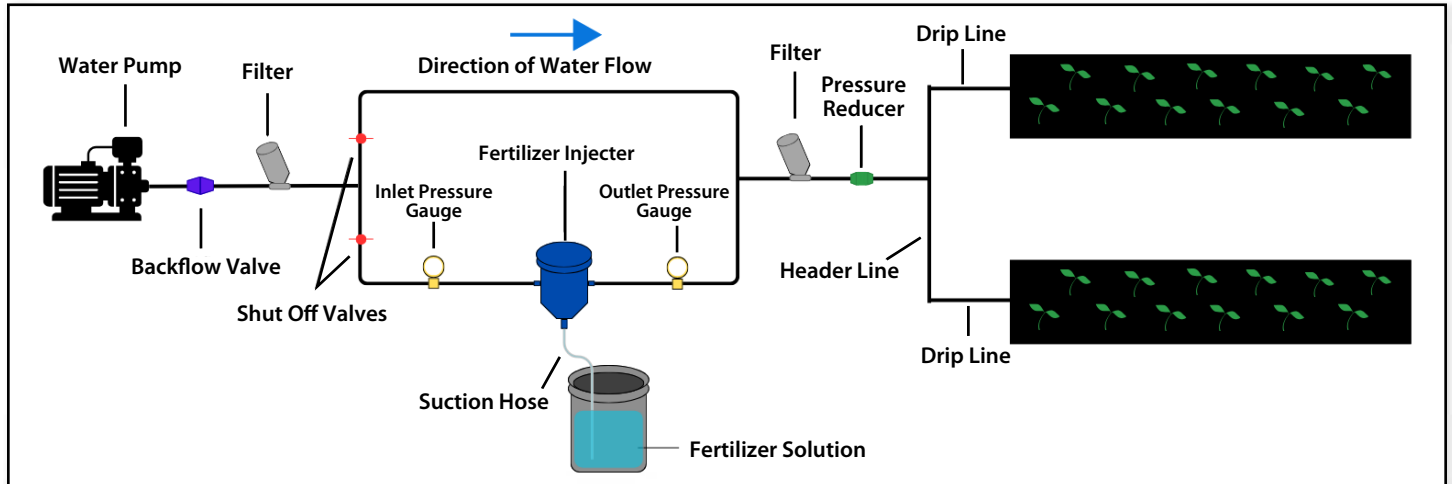 Water Pump
Filter
Direction of Water Flow
Filter
Pressure
Reducer
Drip Line
Fertilizer Injecter
Inlet Pressure
Gauge
Outlet Pressure
Gauge
Backflow Valve
Shut Off Valves
Header Line
Drip Line
Suction Hose
Fertilizer Solution